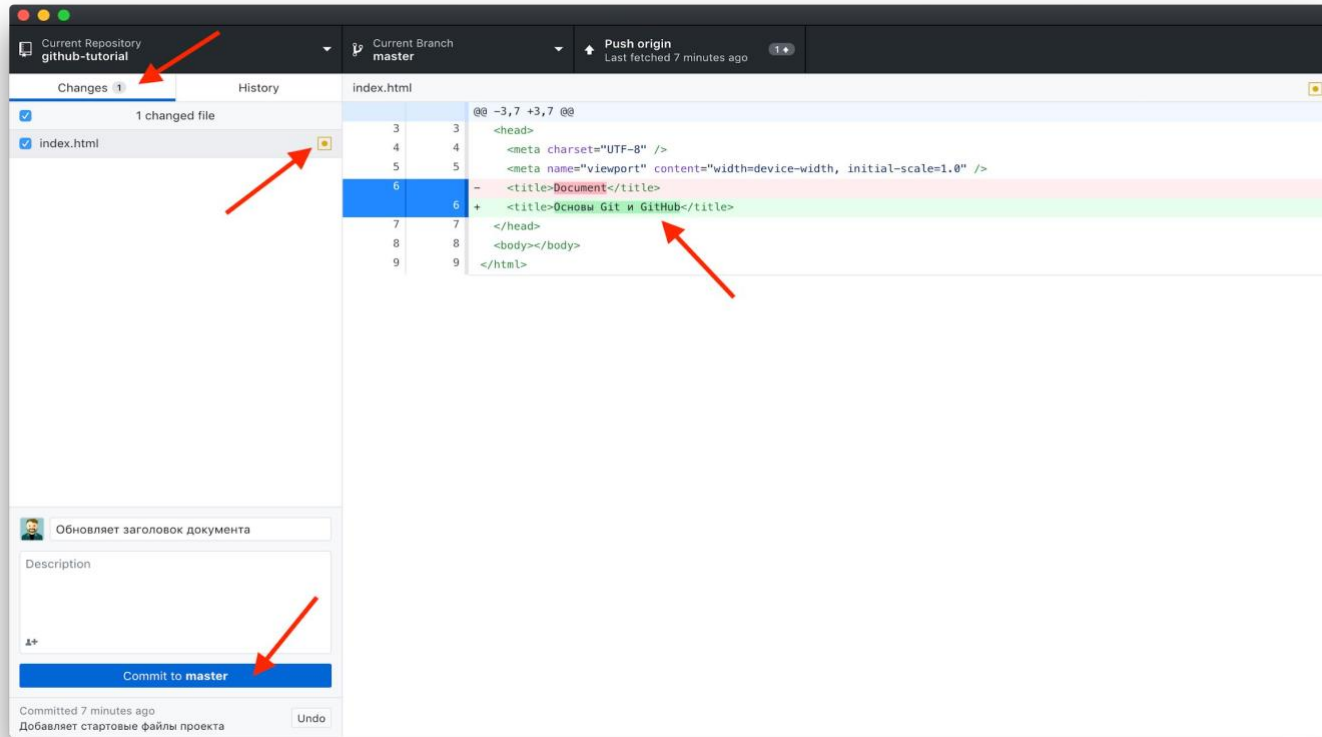 Current Repository
github-tutorial
Current Branch
master
Push origin
Last fetched 7 minutes ago
1
Changes 1
History
index.html
1 changed file
index.html
@@ -3,7 +3,7 @@
3 3 <head>
4 4 <meta charset="UTF-8" />
5 5 <meta name="viewport" content="width=device-width, initial-scale=1.0" />
6 - <title>Document</title>
6 + <title>Основы Git и GitHub</title>
7 7 </head>
8 8 <body></body>
9 9 </html>
Обновляет заголовок документа
Description
Commit to master
Committed 7 minutes ago
Добавляет стартовые файлы проекта
Undo